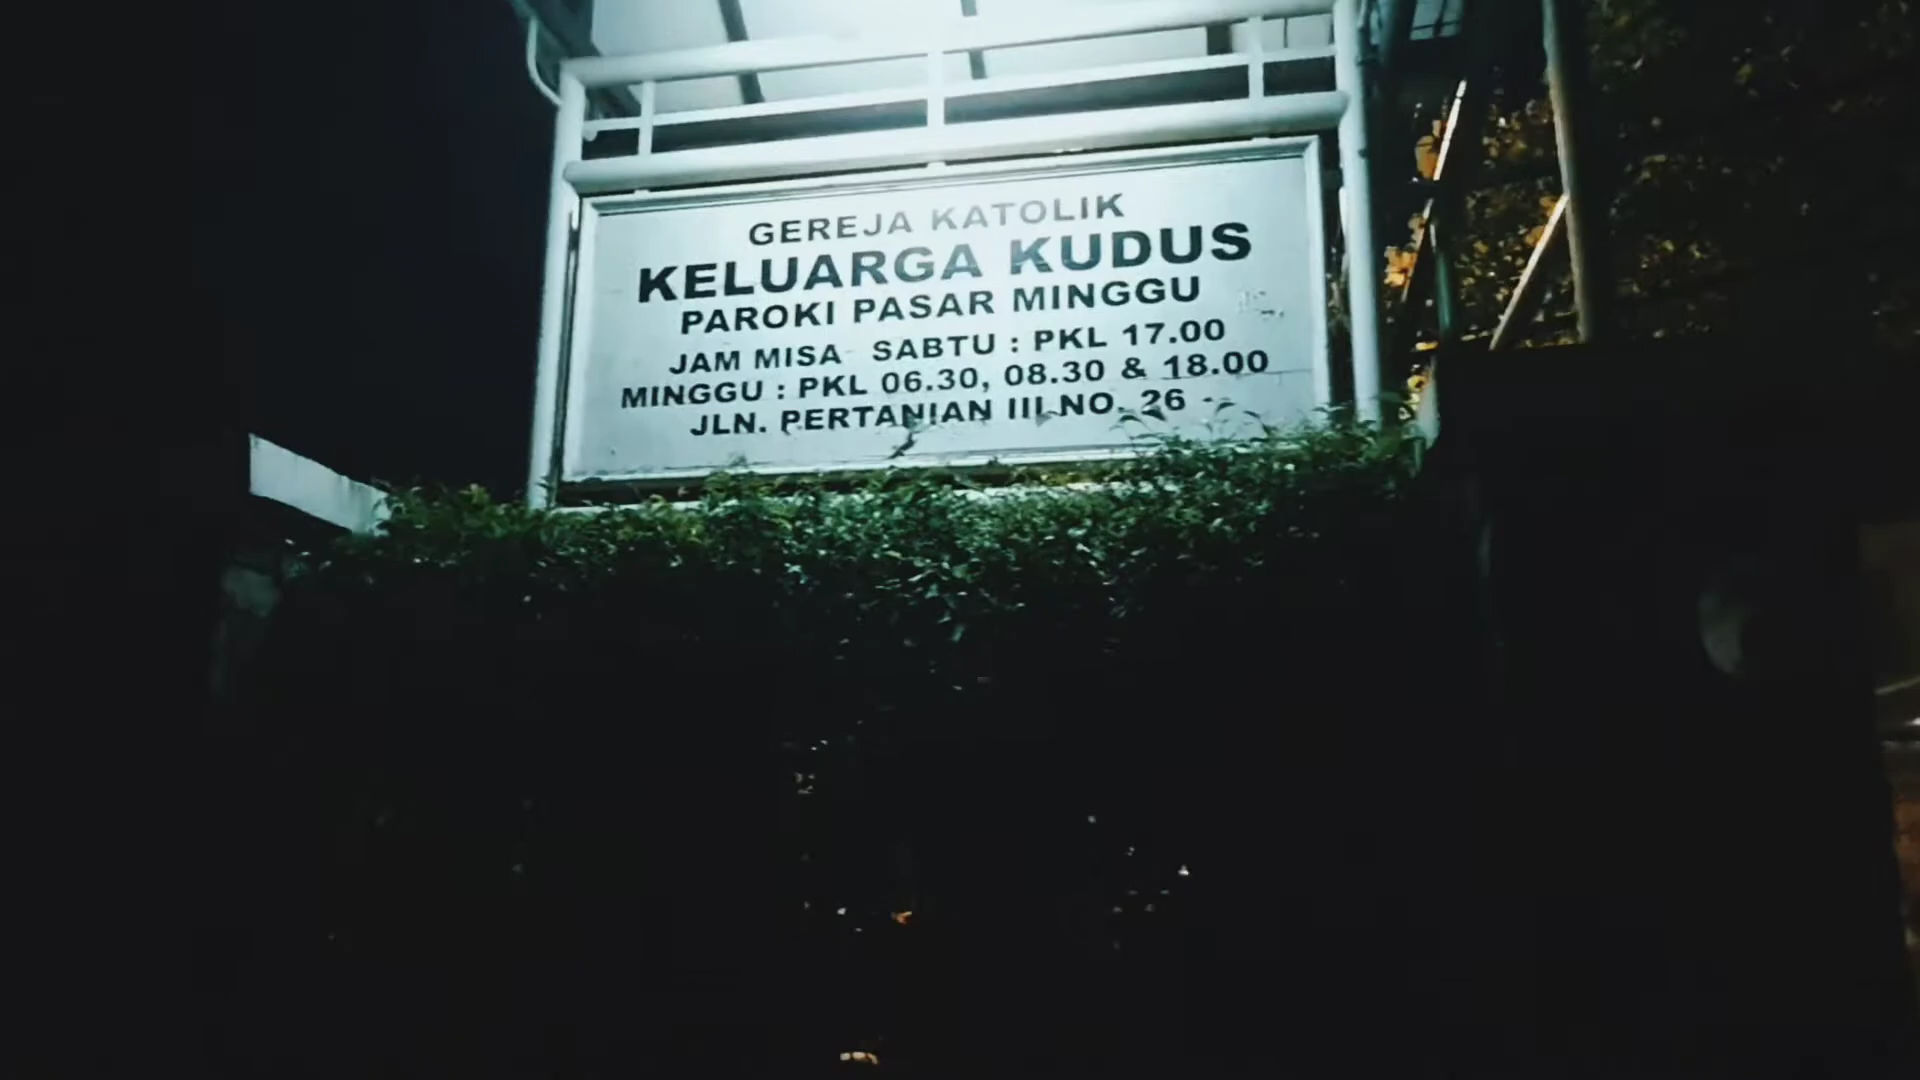 GEREJA KATOLIK
KELUARGA KUDUS
PAROKI PASAR MINGGU
JAM MISA SABTU : PKL 17.00
MINGGU : PKL 06.30, 08.30 & 18.00
JLN. PERTANIAN III NO. 26